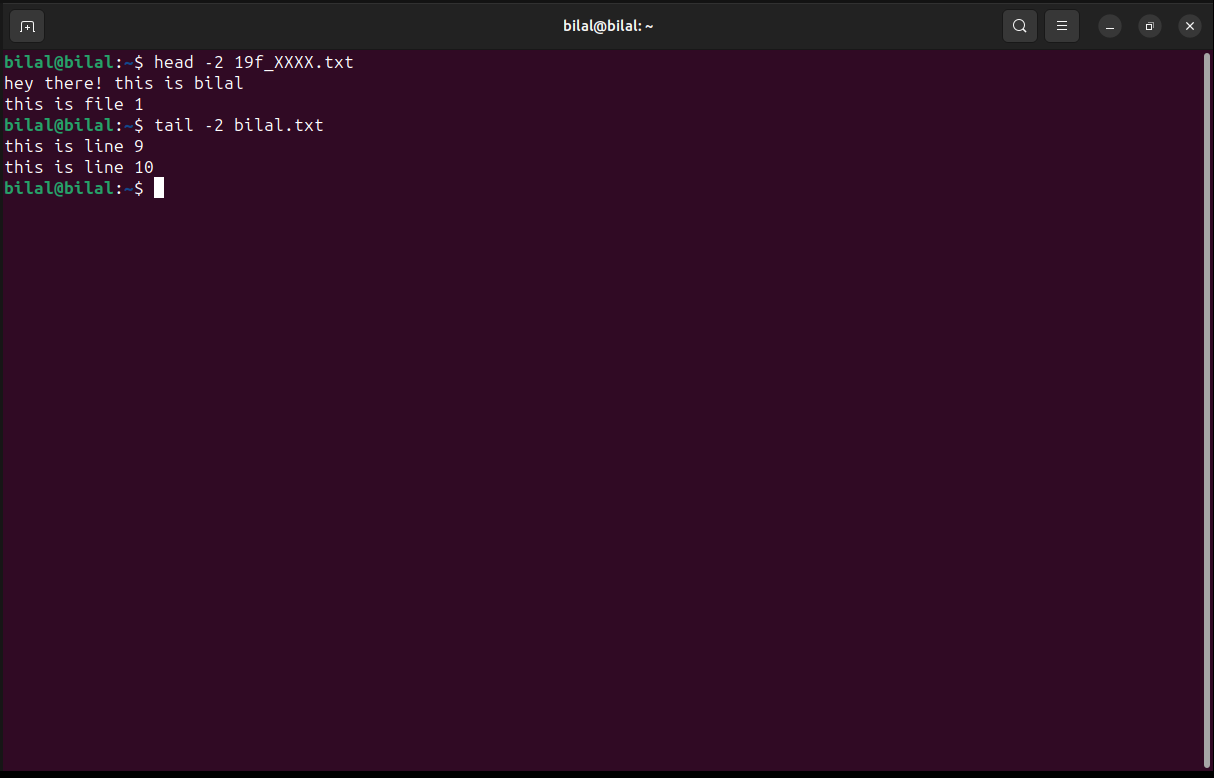 bilal@bilal: ~
bilal@bilal:~$ head -2 19f_XXXX.txt
hey there! this is bilal
this is file 1
bilal@bilal:~$ tail -2 bilal.txt
this is line 9
this is line 10
bilal@bilal:~$